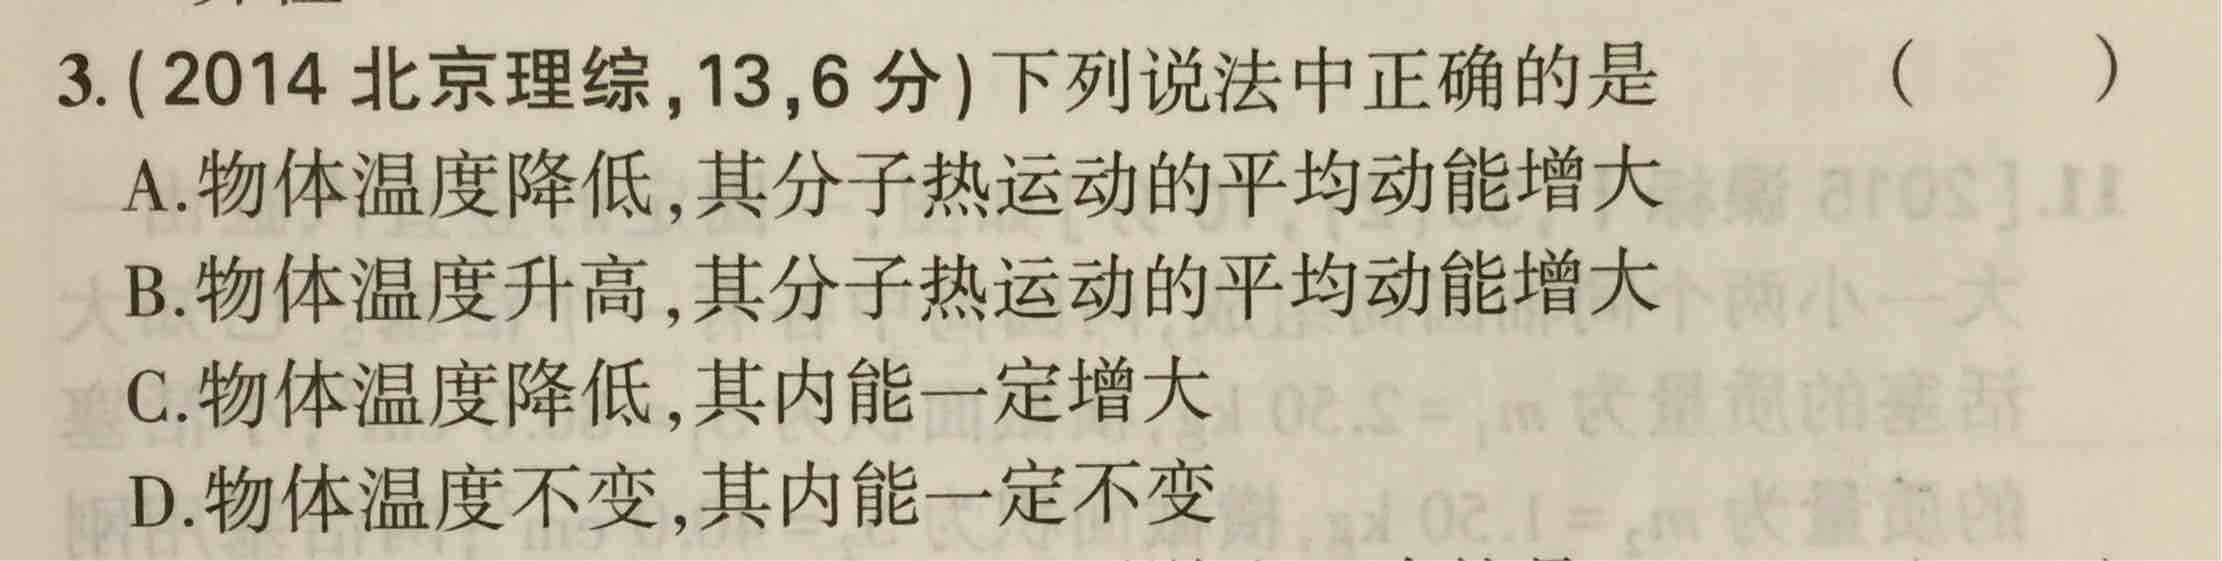 3.(2014 北京理综,13,6 分)下列说法中正确的是 (　　)
A.物体温度降低,其分子热运动的平均动能增大
B.物体温度升高,其分子热运动的平均动能增大
C.物体温度降低,其内能一定增大
D.物体温度不变,其内能一定不变